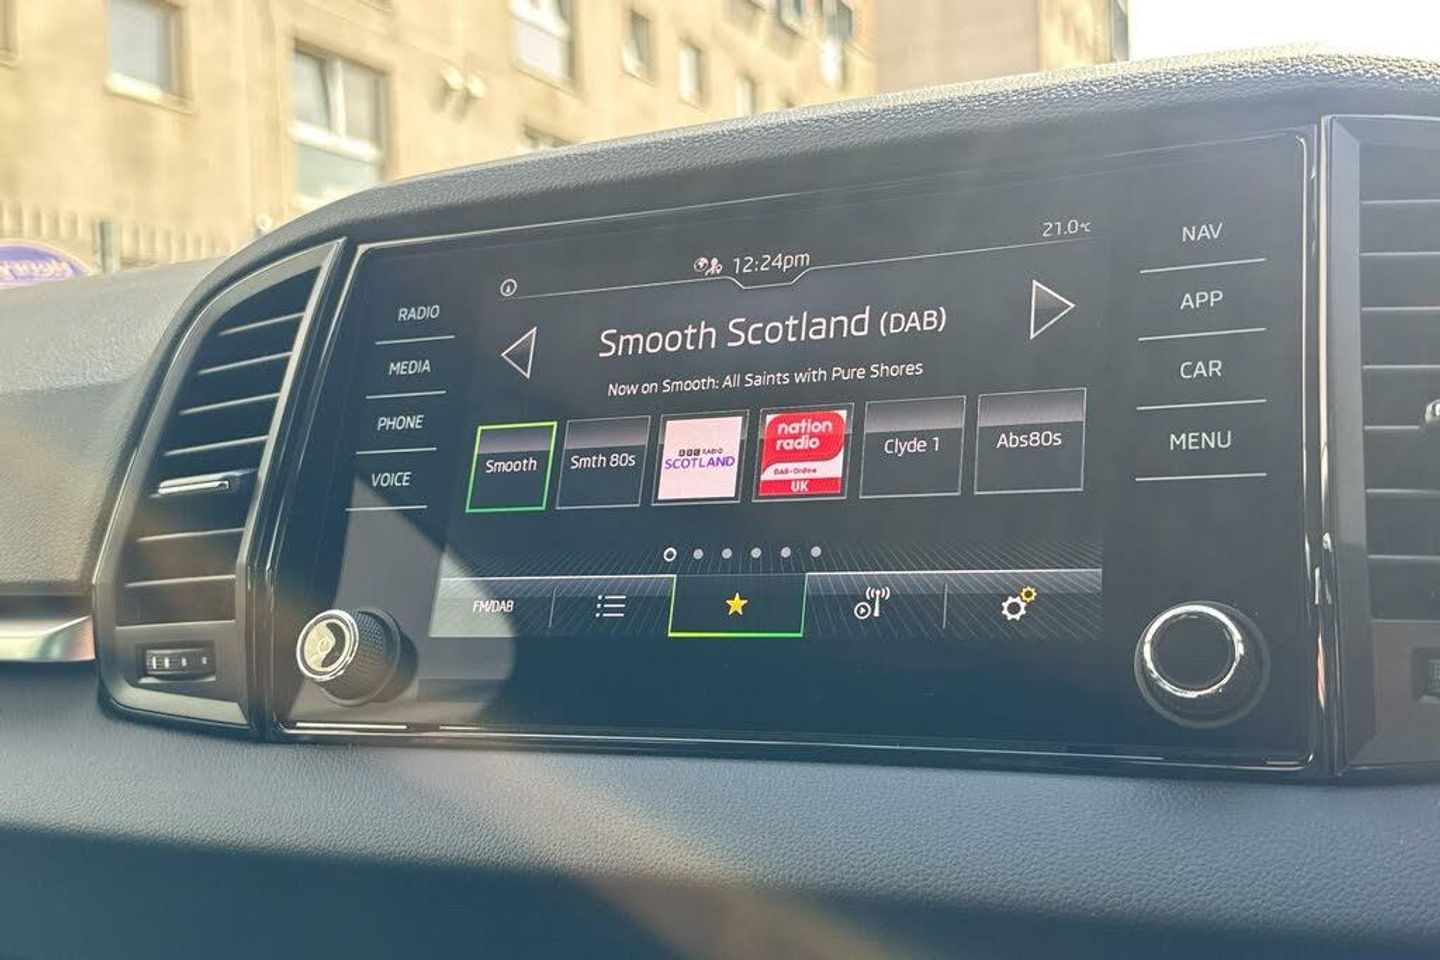 21.0°C
12:24pm
RADIO
MEDIA
PHONE
VOICE
Smooth Scotland (DAB)
Now on Smooth: All Saints with Pure Shores
Smooth
Smth 80s
BBC RADIO
SCOTLAND
nation
radio
DAB+Online
UK
Clyde 1
Abs80s
FM/DAB
NAV
APP
CAR
MENU